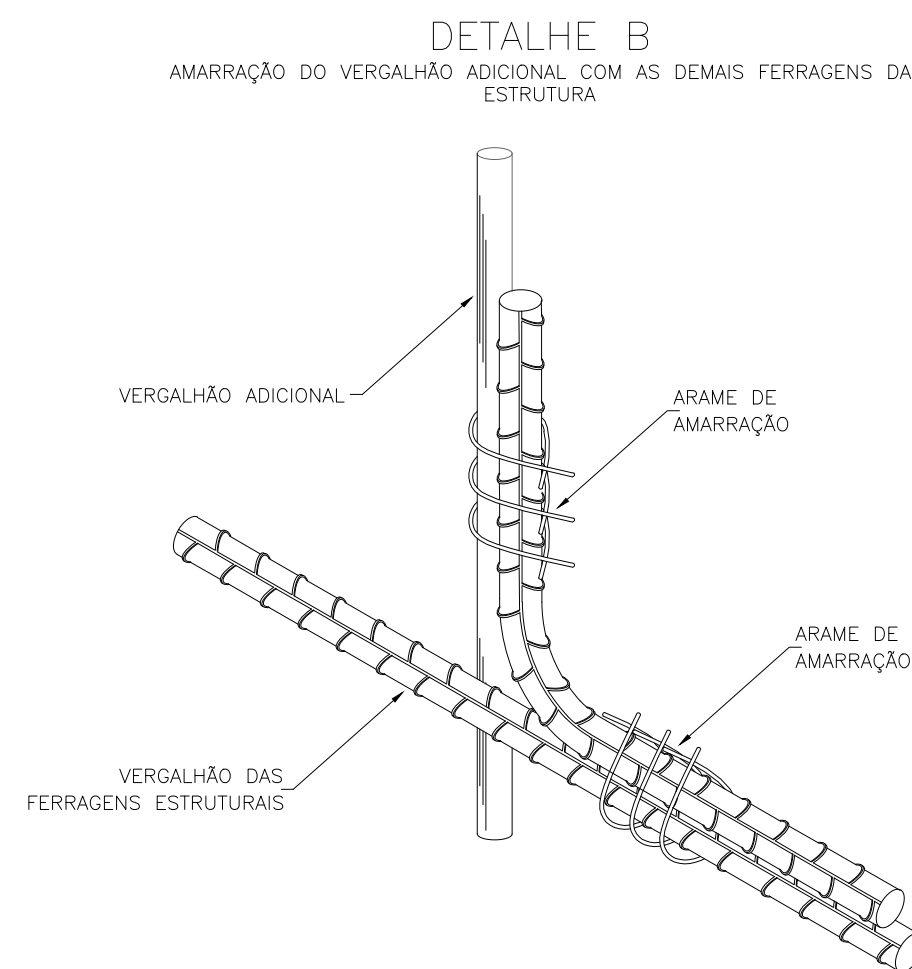 DETALHE B
AMARRAÇÃO DO VERGALHÃO ADICIONAL COM AS DEMAIS FERRAGENS DA
ESTRUTURA
VERGALHÃO ADICIONAL
ARAME DE
AMARRAÇÃO
ARAME DE
AMARRAÇÃO
VERGALHÃO DAS
FERRAGENS ESTRUTURAIS